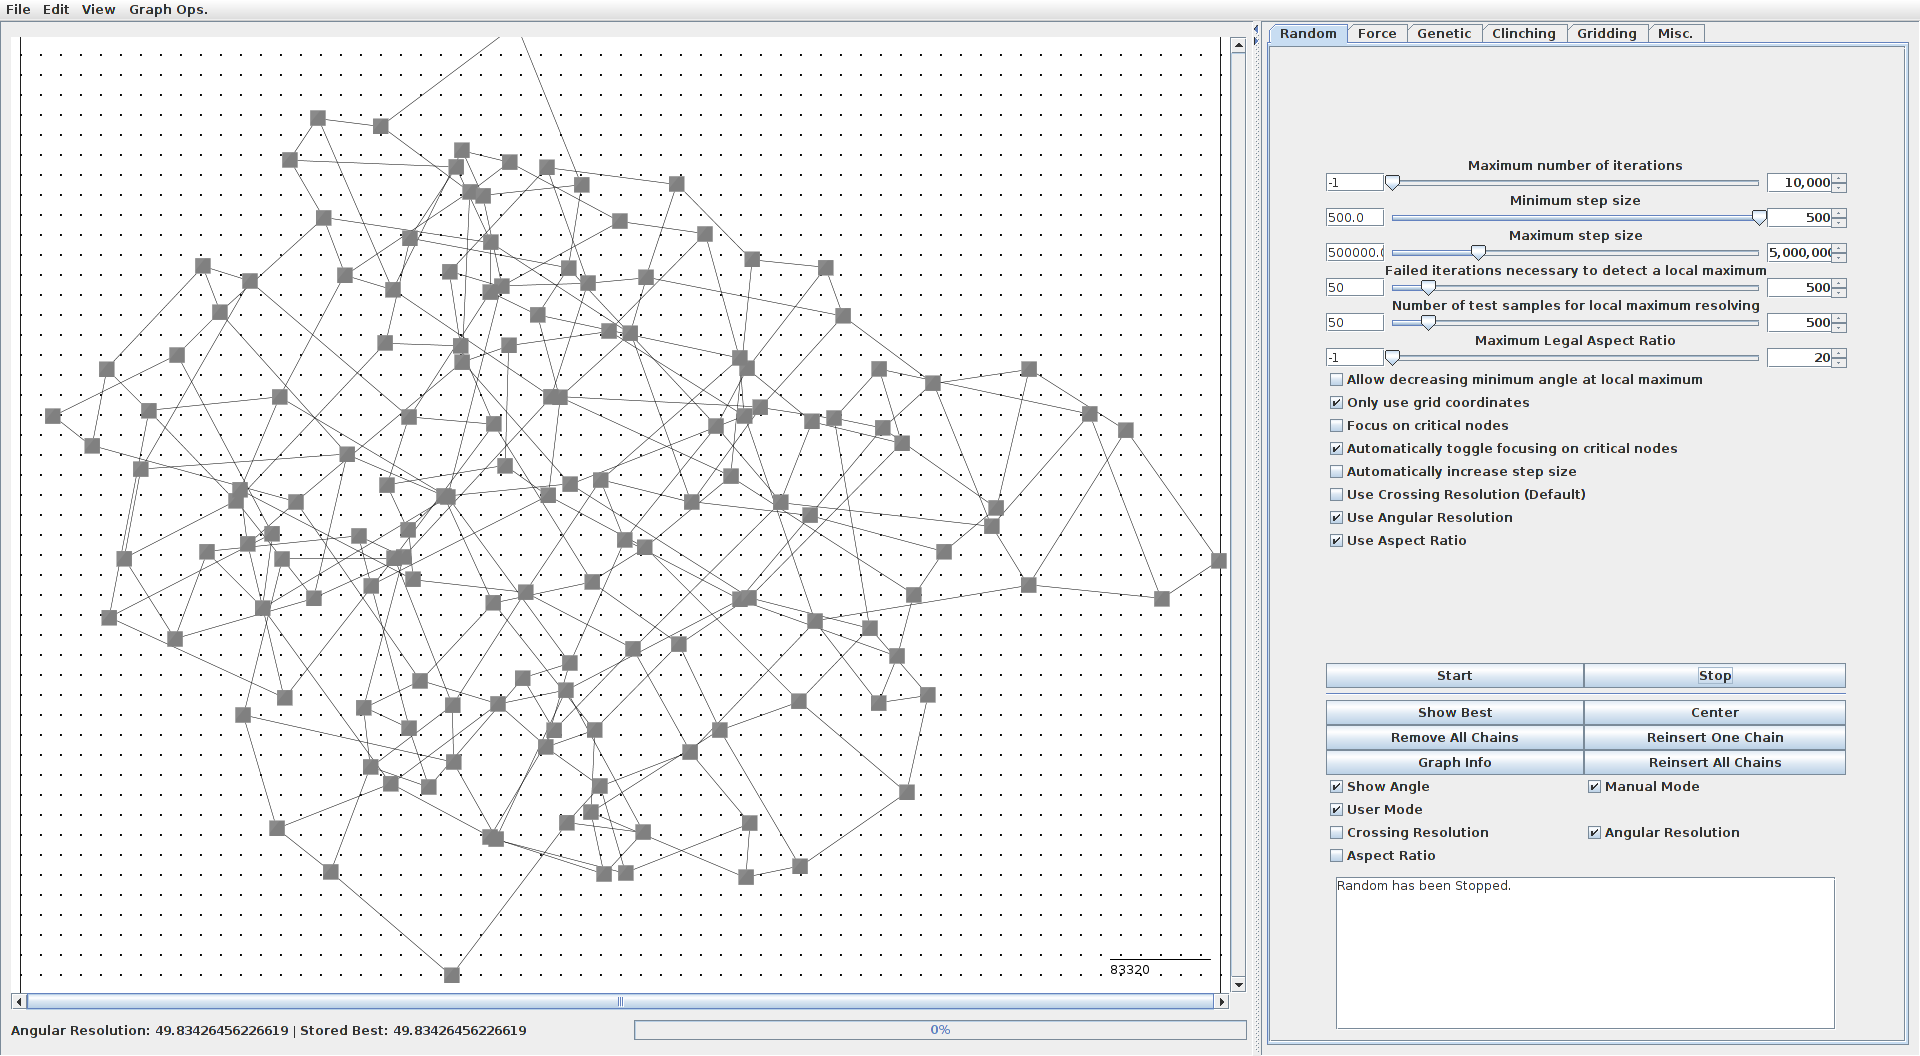 File Edit View Graph Ops.
Random Force Genetic Clinching Gridding Misc.
Maximum number of iterations
-1 10,000
Minimum step size
500.0 500
Maximum step size
500000. 5,000,000
Failed iterations necessary to detect a local maximum
50 500
Number of test samples for local maximum resolving
50 500
Maximum Legal Aspect Ratio
-1 20
Allow decreasing minimum angle at local maximum
Only use grid coordinates
Focus on critical nodes
Automatically toggle focusing on critical nodes
Automatically increase step size
Use Crossing Resolution (Default)
Use Angular Resolution
Use Aspect Ratio
Start Stop
Show Best Center
Remove All Chains Reinsert One Chain
Graph Info Reinsert All Chains
Show Angle Manual Mode
User Mode
Crossing Resolution Angular Resolution
Aspect Ratio
Random has been Stopped.
83320
Angular Resolution: 49.83426456226619 | Stored Best: 49.83426456226619
0%